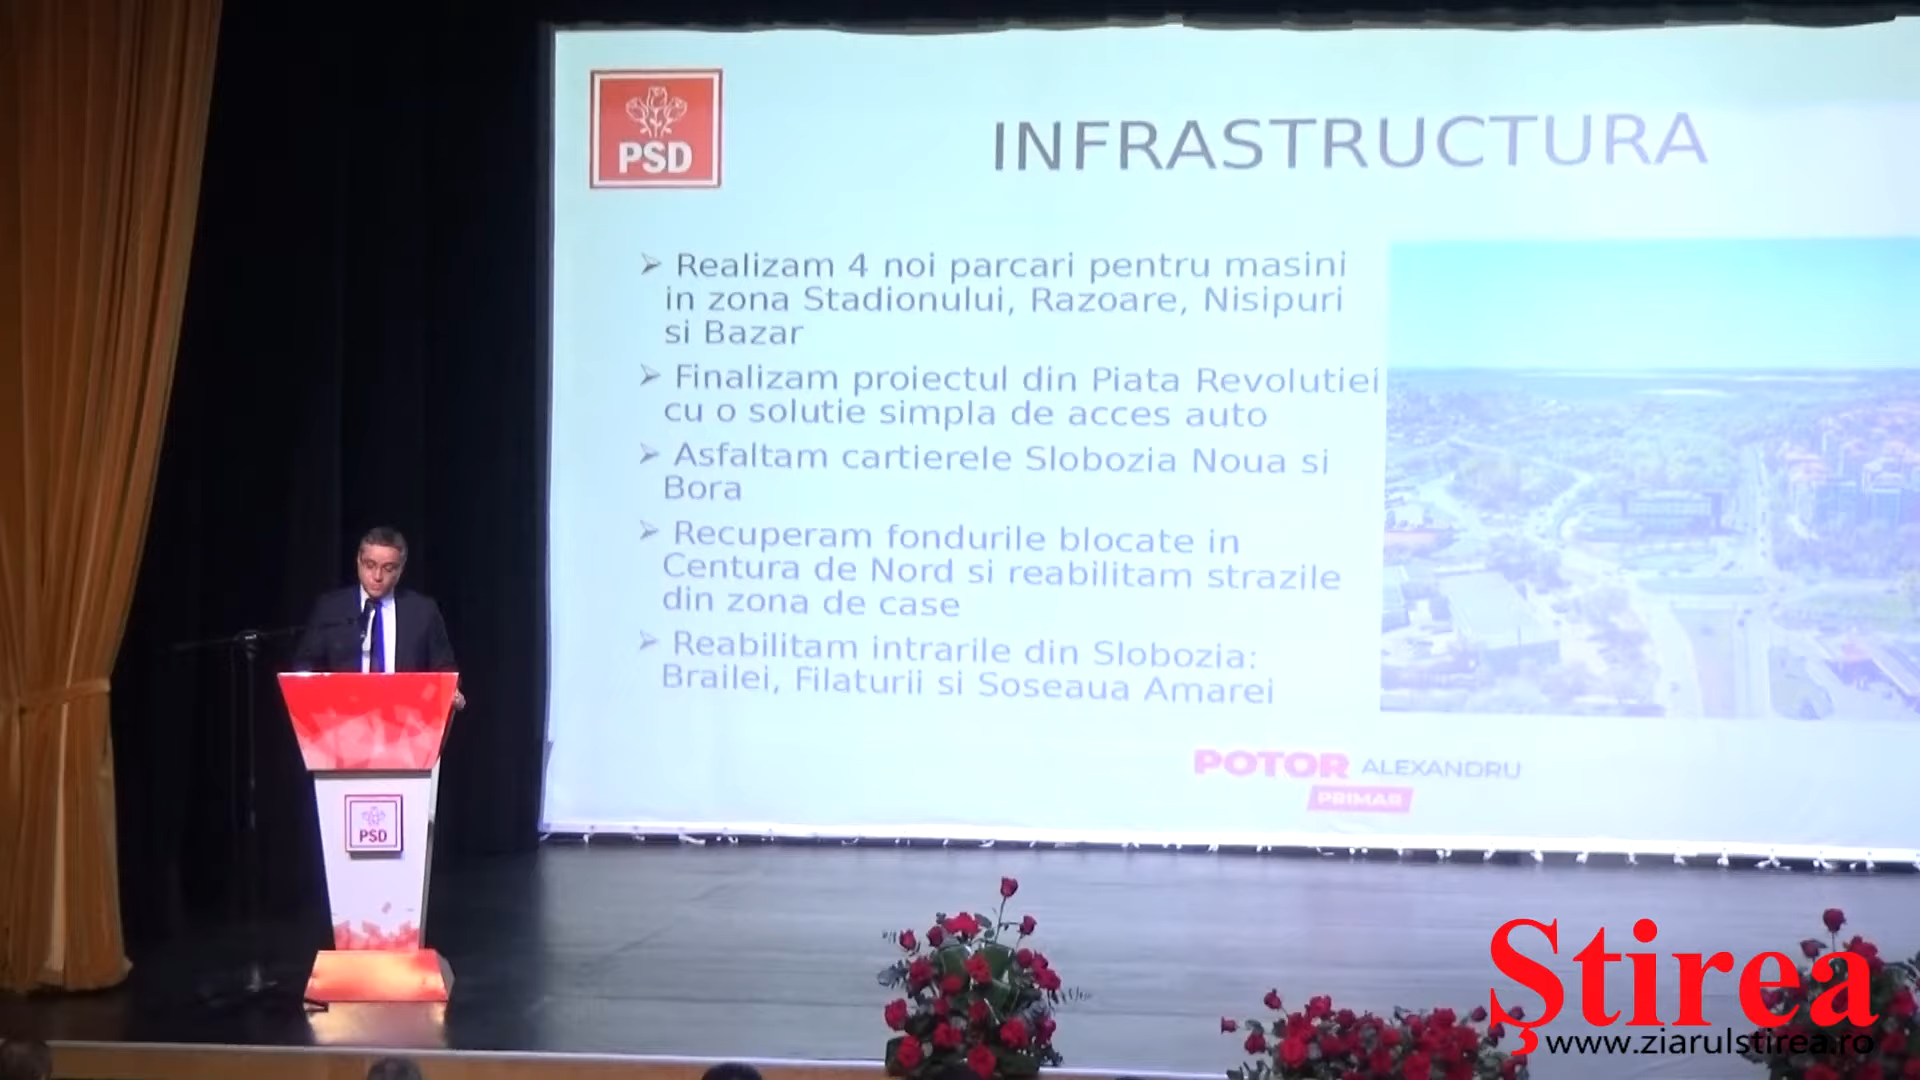 PSD
INFRASTRUCTURA
➢ Realizam 4 noi parcari pentru masini
in zona Stadionului, Razoare, Nisipuri
si Bazar
➢ Finalizam proiectul din Piata Revolutiei
cu o solutie simpla de acces auto
➢ Asfaltam cartierele Slobozia Noua si
Bora
➢ Recuperam fondurile blocate in
Centura de Nord si reabilitam strazile
din zona de case
➢ Reabilitam intrarile din Slobozia:
Brailei, Filaturii si Soseaua Amarei
POTOR ALEXANDRU
PRIMAR
PSD
Ştirea
www.ziarulstirea.ro